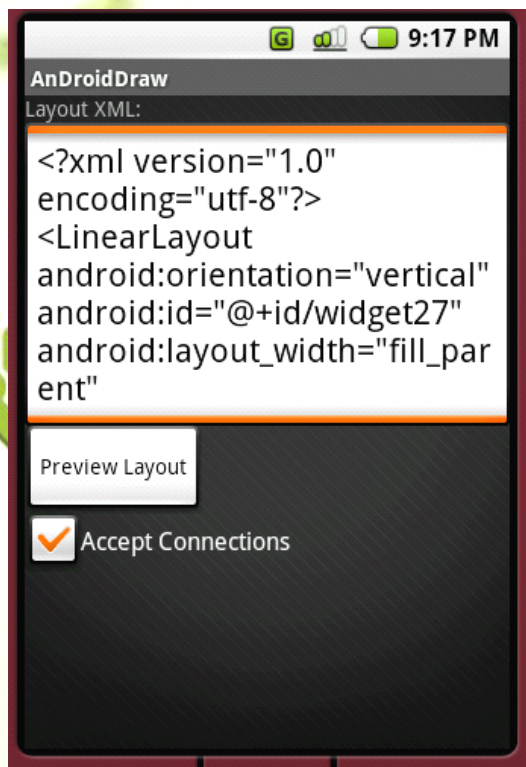 G 9:17 PM
AnDroidDraw
Layout XML:
<?xml version="1.0"
encoding="utf-8"?>
<LinearLayout
android:orientation="vertical"
android:id="@+id/widget27"
android:layout_width="fill_par
ent"
Preview Layout
Accept Connections